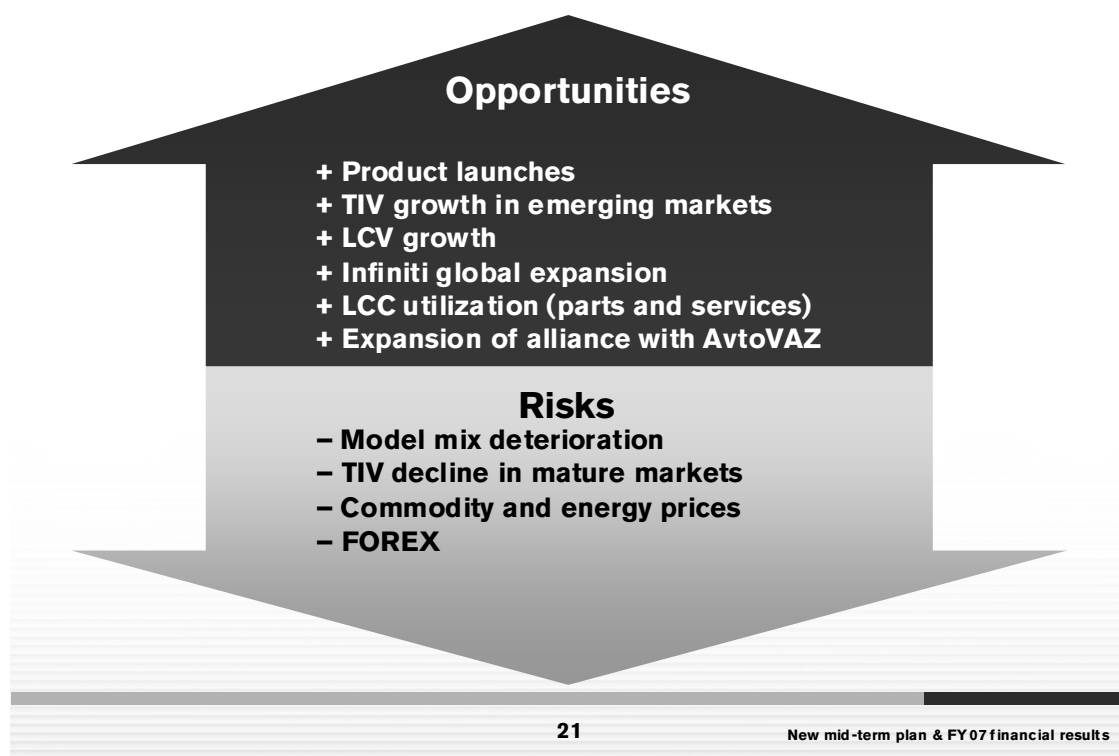 Opportunities
+ Product launches
+ TIV growth in emerging markets
+ LCV growth
+ Infiniti global expansion
+ LCC utilization (parts and services)
+ Expansion of alliance with AvtoVAZ
Risks
– Model mix deterioration
– TIV decline in mature markets
– Commodity and energy prices
– FOREX
21
New mid-term plan & FY07 financial results